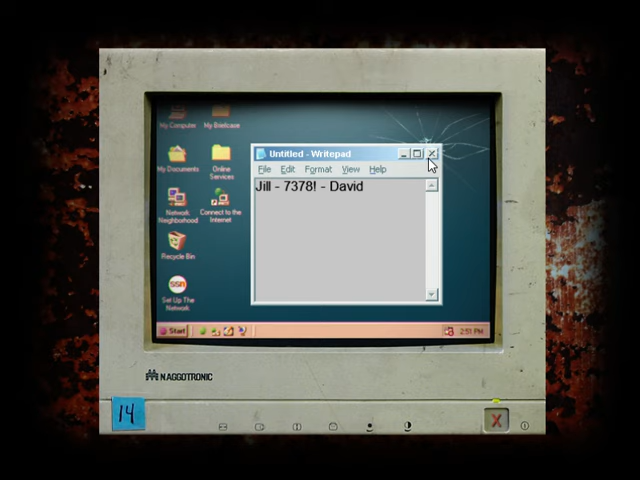 My Computer
My Briefcase
My Documents
Online
Services
Network
Neighborhood
Connect to the
Internet
Recycle Bin
SSN
Set Up The
Network
Untitled - Writepad
File Edit Format View Help
Jill - 7378! - David
Start
2:51 PM
NAGGOTRONIC
14
X